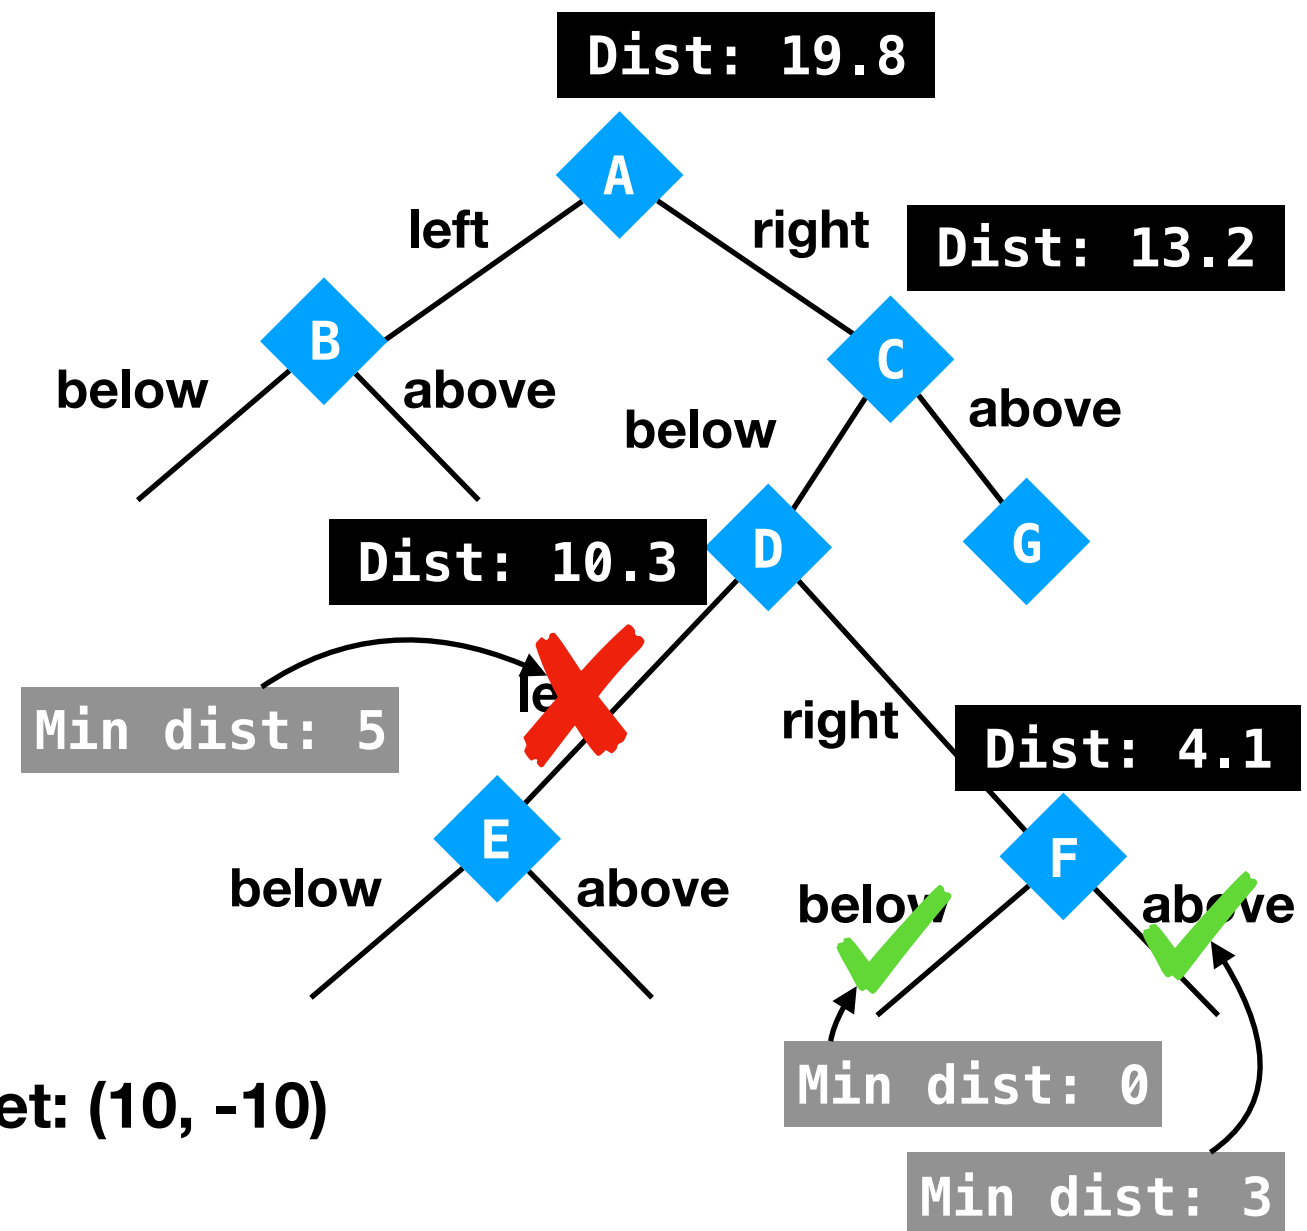 Dist: 19.8
A
left
right
Dist: 13.2
B
C
below
above
below
above
Dist: 10.3
D
G
le
Min dist: 5
right
Dist: 4.1
E
F
below
above
below
above
Min dist: 0
et: (10, -10)
Min dist: 3